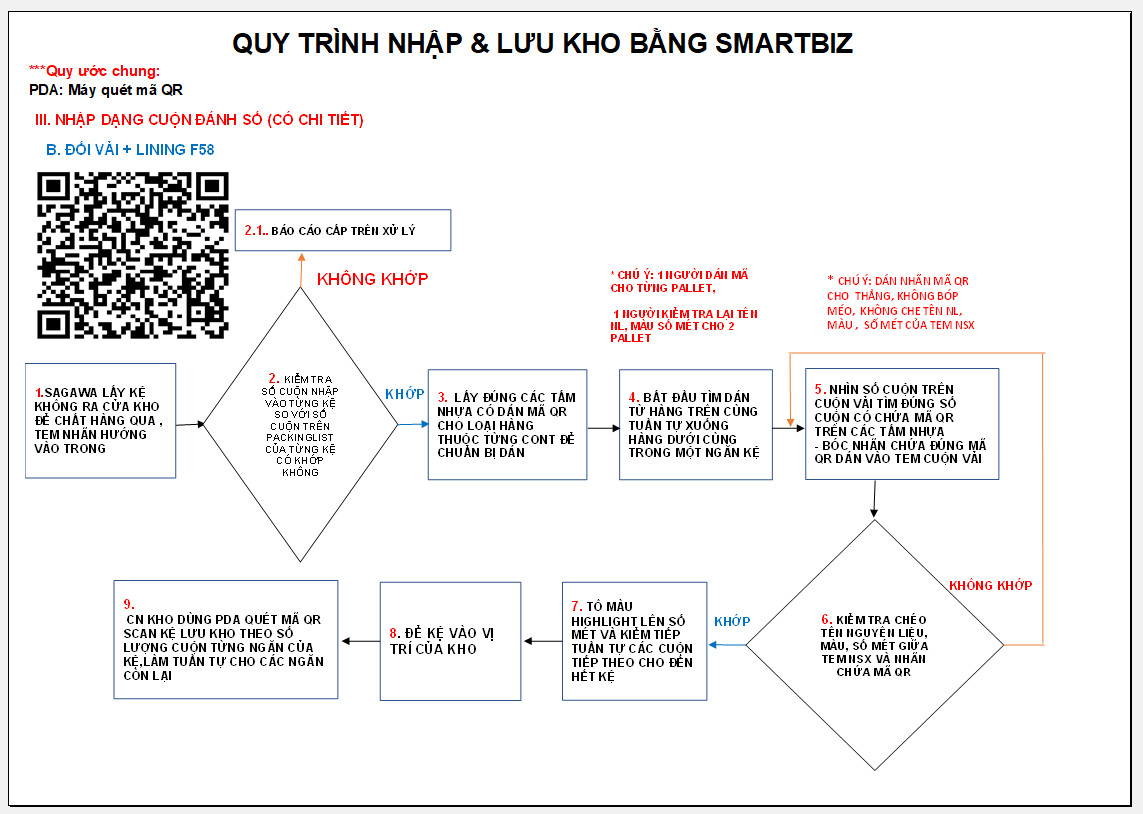 QUY TRÌNH NHẬP & LƯU KHO BẰNG SMARTBIZ
***Quy ước chung:
PDA: Máy quét mã QR
III. NHẬP DẠNG CUỘN ĐÁNH SỐ (CÓ CHI TIẾT)
B. ĐỐI VẢI + LINING F58
2.1.. BÁO CÁO CẤP TRÊN XỬ LÝ
KHÔNG KHỚP
1.SAGAWA LẤY KỆ
KHÔNG RA CỬA KHO
ĐỂ CHẤT HÀNG QUA ,
TEM NHÃN HƯỚNG
VÀO TRONG
2. KIỂM TRA
SỐ CUỘN NHẬP
VÀO TỪNG KỆ
SO VỚI SỐ
CUỘN TRÊN
PACKINGLIST
CỦA TỪNG KỆ
CÓ KHỚP
KHÔNG
KHỚP
3. LẤY ĐÚNG CÁC TẤM
NHỰA CÓ DÁN MÃ QR
CHO LOẠI HÀNG
THUỘC TỪNG CONT ĐỂ
CHUẨN BỊ DÁN
* CHÚ Ý: 1 NGƯỜI DÁN MÃ
CHO TỪNG PALLET,
1 NGƯỜI KIỂM TRA LẠI TÊN
NL, MÀU SỐ MÉT CHO 2
PALLET
4. BẮT ĐẦU TÌM DÁN
TỪ HÀNG TRÊN CÙNG
TUẦN TỰ XUỐNG
HÀNG DƯỚI CÙNG
TRONG MỘT NGĂN KỆ
* CHÚ Ý: DÁN NHÃN MÃ QR
CHO THẲNG, KHÔNG BÓP
MÉO, KHÔNG CHE TÊN NL,
MÀU , SỐ MÉT CỦA TEM NSX
5. NHÌN SỐ CUỘN TRÊN
CUỘN VẢI TÌM ĐÚNG SỐ
CUỘN CÓ CHỨA MÃ QR
TRÊN CÁC TẤM NHỰA
- BÓC NHÃN CHỨA ĐÚNG MÃ
QR DÁN VÀO TEM CUỘN VẢI
KHÔNG KHỚP
6. KIỂM TRA CHÉO
TÊN NGUYÊN LIỆU,
MÀU, SỐ MÉT GIỮA
TEM NSX VÀ NHÃN
CHỨA MÃ QR
KHỚP
7. TÔ MÀU
HIGHLIGHT LÊN SỐ
MÉT VÀ KIỂM TIẾP
TUẦN TỰ CÁC CUỘN
TIẾP THEO CHO ĐẾN
HẾT KỆ
8. ĐỂ KỆ VÀO VỊ
TRÍ CỦA KHO
9.
CN KHO DÙNG PDA QUÉT MÃ QR
SCAN KỆ LƯU KHO THEO SỐ
LƯỢNG CUỘN TỪNG NGĂN CỦA
KỆ,LÀM TUẦN TỰ CHO CÁC NGĂN
CÒN LẠI